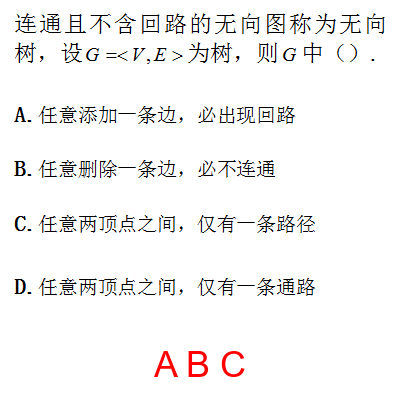 连通且不含回路的无向图称为无向
树，设G=<V,E>为树，则G中（）.
A. 任意添加一条边，必出现回路
B. 任意删除一条边，必不连通
C. 任意两顶点之间，仅有一条路径
D. 任意两顶点之间，仅有一条通路
A B C